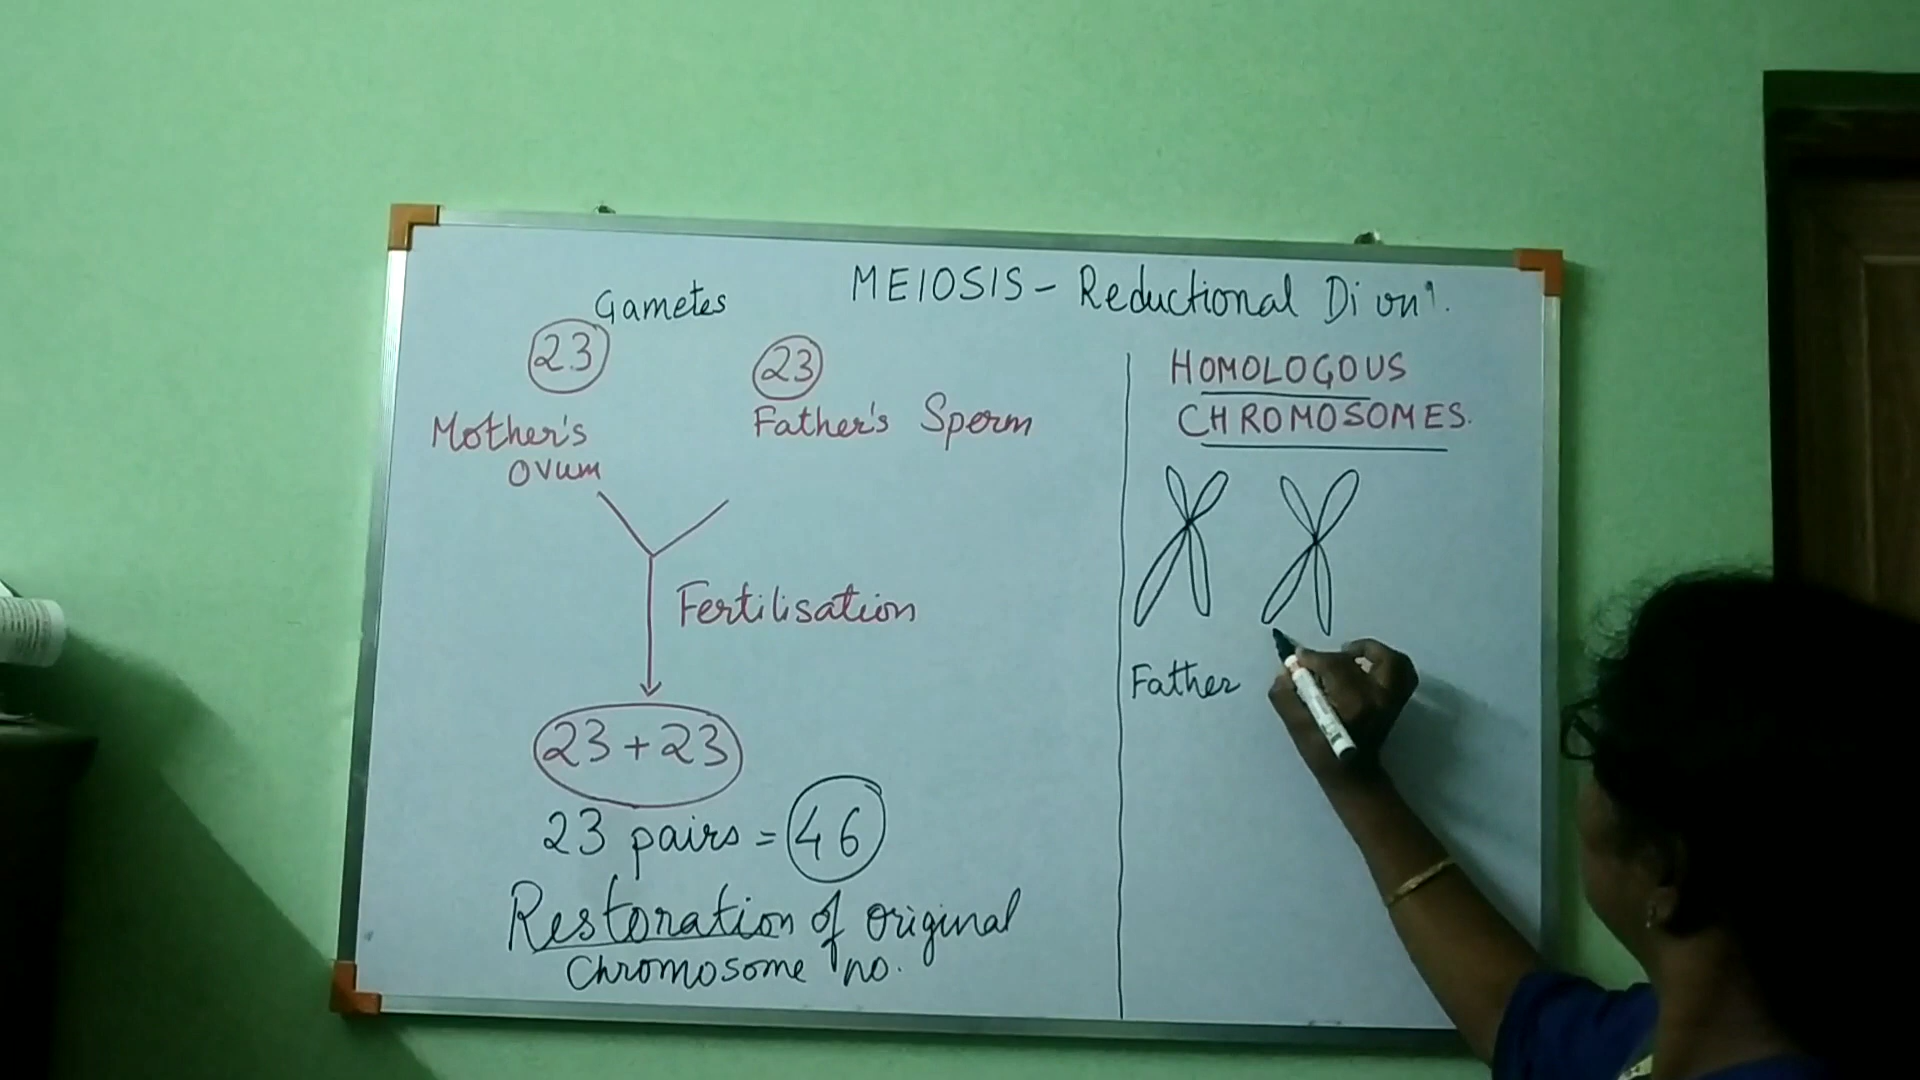 MEIOSIS - Reductional Di on'.
Gametes
23
23
Mother's
ovum
Father's Sperm
Fertilisation
23 + 23
23 pairs = 46
Restoration of original
Chromosome no.
HOMOLOGOUS
CHROMOSOMES.
Father